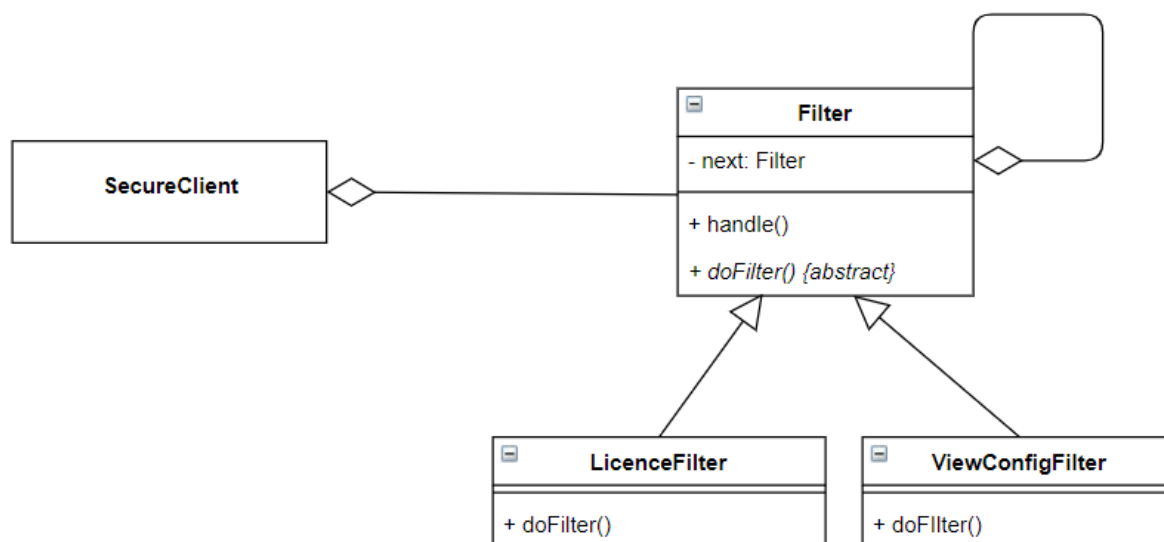 Filter
- next: Filter
SecureClient
+ handle()
+ doFilter() {abstract}
LicenceFilter
ViewConfigFilter
+ doFilter()
+ doFIlter()